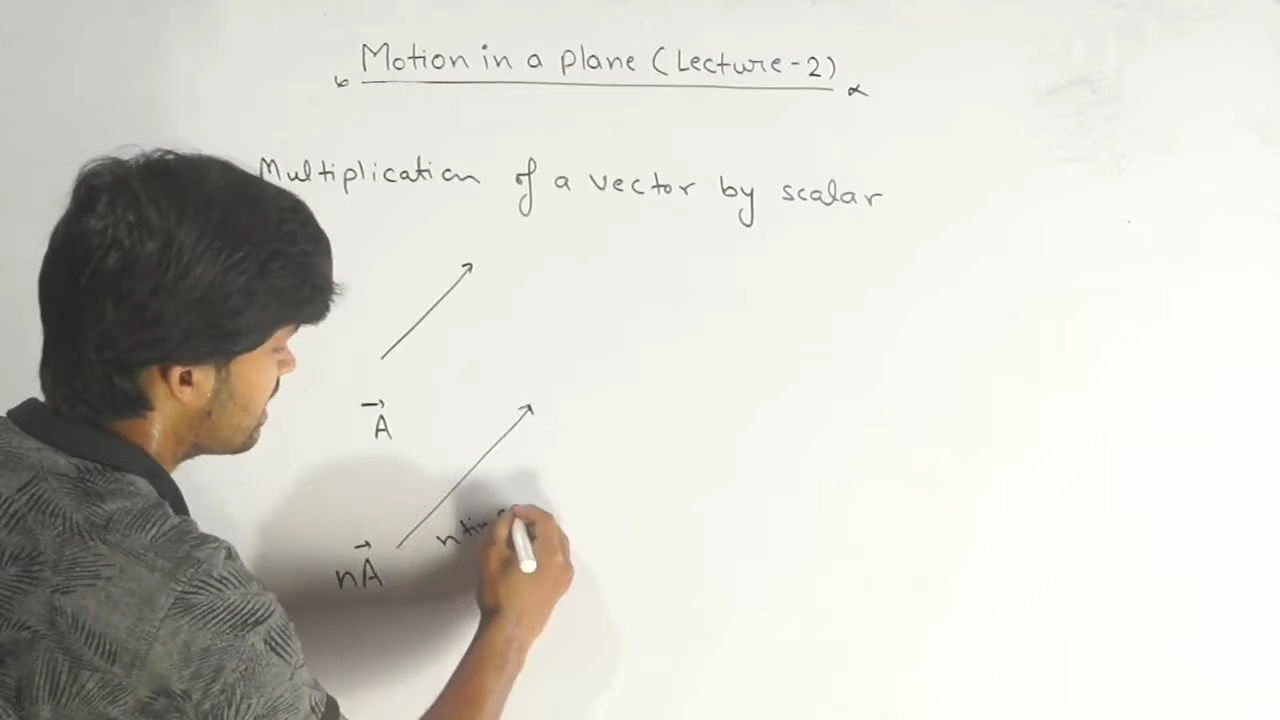 Motion in a plane (Lecture-2)
Multiplication of a vector by scalar
A⃗
nA⃗
n